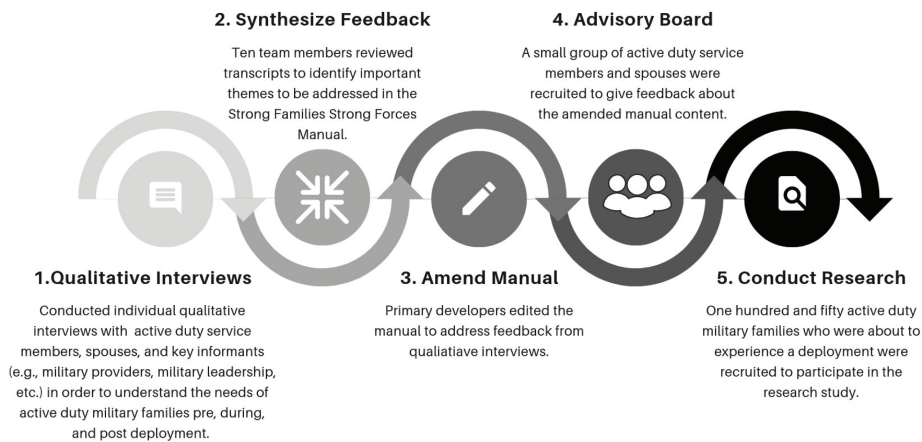 1.Qualitative Interviews
Conducted individual qualitative
interviews with active duty service
members, spouses, and key informants
(e.g., military providers, military leadership,
etc.) in order to understand the needs of
active duty military families pre, during,
and post deployment.
2. Synthesize Feedback
Ten team members reviewed
transcripts to identify important
themes to be addressed in the
Strong Families Strong Forces
Manual.
3. Amend Manual
Primary developers edited the
manual to address feedback from
qualiatiave interviews.
4. Advisory Board
A small group of active duty service
members and spouses were
recruited to give feedback about
the amended manual content.
5. Conduct Research
One hundred and fifty active duty
military families who were about to
experience a deployment were
recruited to participate in the
research study.